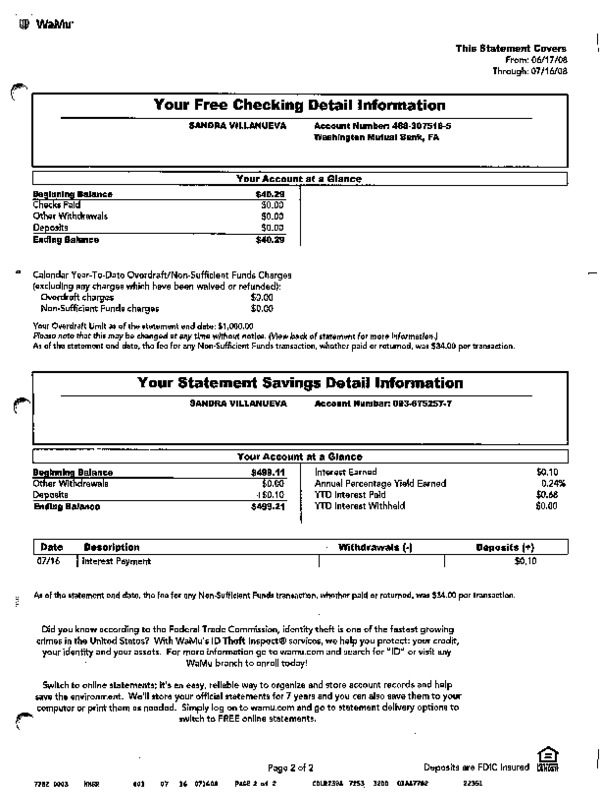 WaMu
This Statement Covers
From: 06/17/08
Through: 07/16/08
Your Free Checking Detail Information
SANDRA VILLANUEVA Account Number: 468-307518-5
Washington Mutual Bank, FA
Your Account at a Glance
Beginning Balance $40.29
Checks Paid $0.00
Other Withdrawals $0.00
Deposits $0.00
Ending Balance $40.29
Calendar Year-To-Date Overdraft/Non-Sufficient Funds Charges
(excluding any charges which have been waived or refunded):
Overdraft charges $0.00
Non-Sufficient Funds charges $0.00
Your Overdraft Limit as of the statement end date: $1,000.00
Please note that this may be changed at any time without notice. (View back of statement for more information.)
As of the statement end date, the fee for any Non-Sufficient Funds transaction, whether paid or returned, was $34.00 per transaction.
Your Statement Savings Detail Information
SANDRA VILLANUEVA Account Number: 093-675257-7
Your Account at a Glance
Beginning Balance $499.11 Interest Earned $0.10
Other Withdrawals $0.00 Annual Percentage Yield Earned 0.24%
Deposits +$0.10 YTD Interest Paid $0.68
Ending Balance $499.21 YTD Interest Withheld $0.00
Date Description Withdrawals (-) Deposits (+)
07/16 Interest Payment $0.10
As of the statement end date, the fee for any Non-Sufficient Funds transaction, whether paid or returned, was $34.00 per transaction.
Did you know according to the Federal Trade Commission, identity theft is one of the fastest growing
crimes in the United States? With WaMu's ID Theft Inspect® services, we help you protect: your credit,
your identity and your assets. For more information go to wamu.com and search for "ID" or visit any
WaMu branch to enroll today!
Switch to online statements; it's an easy, reliable way to organize and store account records and help
save the environment. We'll store your official statements for 7 years and you can also save them to your
computer or print them as needed. Simply log on to wamu.com and go to statement delivery options to
switch to FREE online statements.
Page 2 of 2 Deposits are FDIC Insured
7782 0003 601 07 16 071608 PAGE 2 of 2 7253 3200 22351